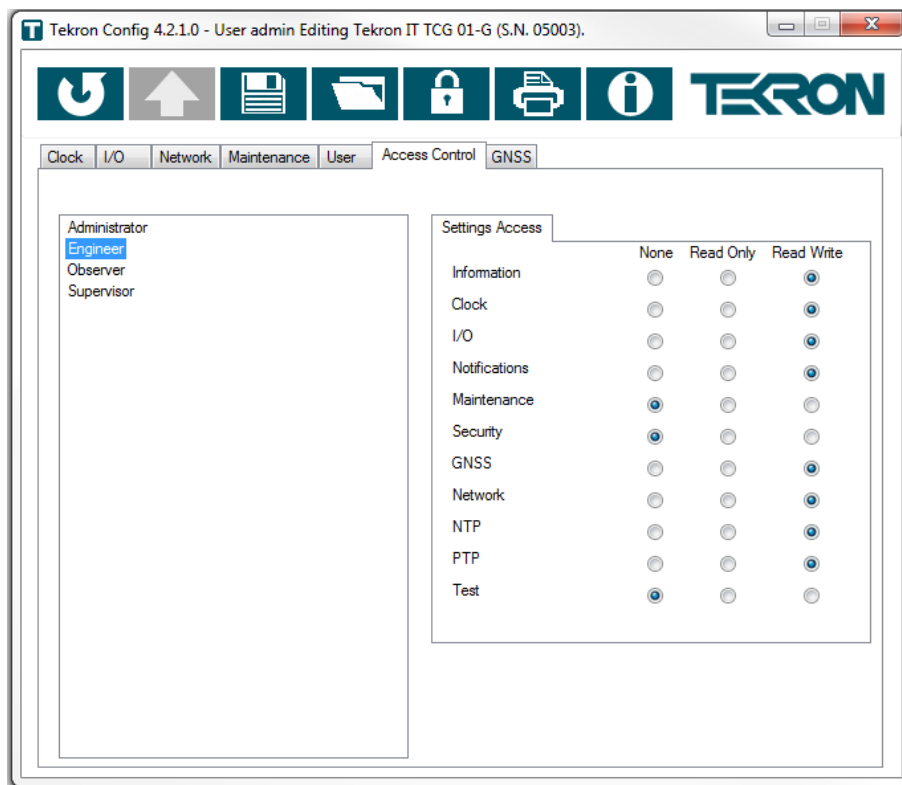 Tekron Config 4.2.1.0 - User admin Editing Tekron IT TCG 01-G (S.N. 05003).
TEKRON
Clock I/O Network Maintenance User Access Control GNSS
Administrator
Engineer
Observer
Supervisor
Settings Access
None Read Only Read Write
Information
Clock
I/O
Notifications
Maintenance
Security
GNSS
Network
NTP
PTP
Test